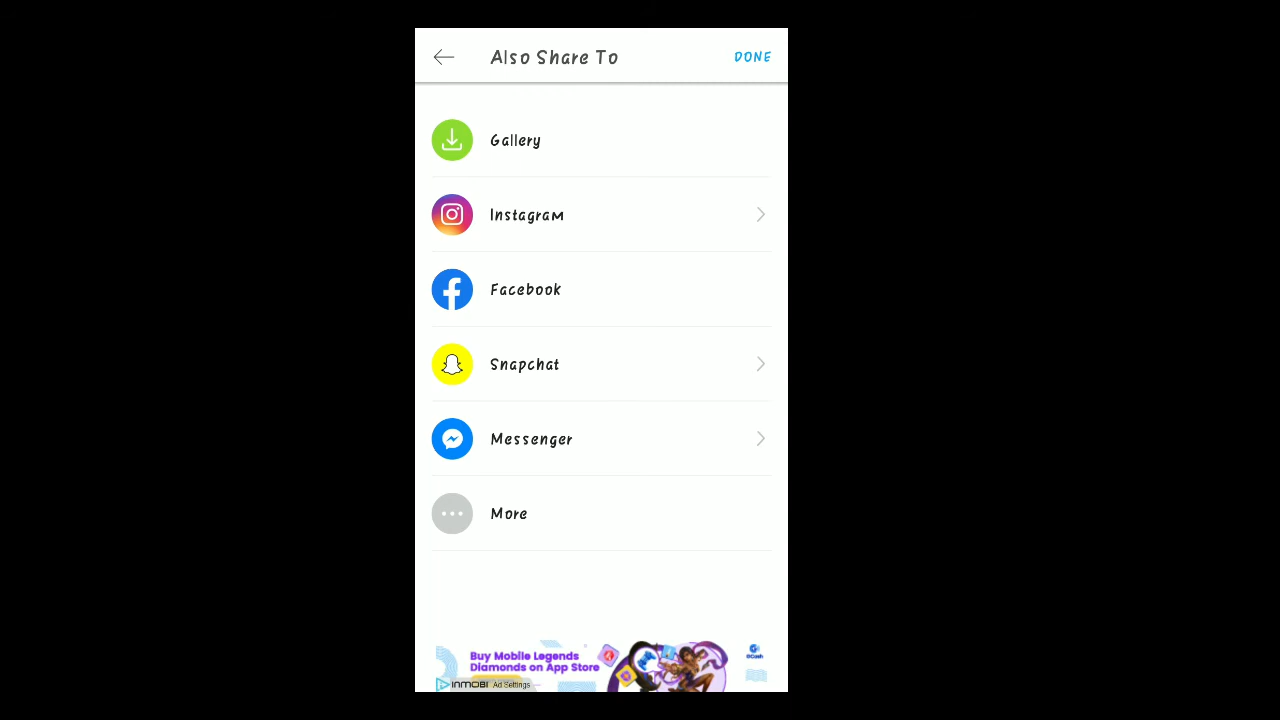 Also Share To
DONE
Gallery
Instagram
Facebook
Snapchat
Messenger
More
Buy Mobile Legends
Diamonds on App Store
GCash
INMOBI Ad Settings